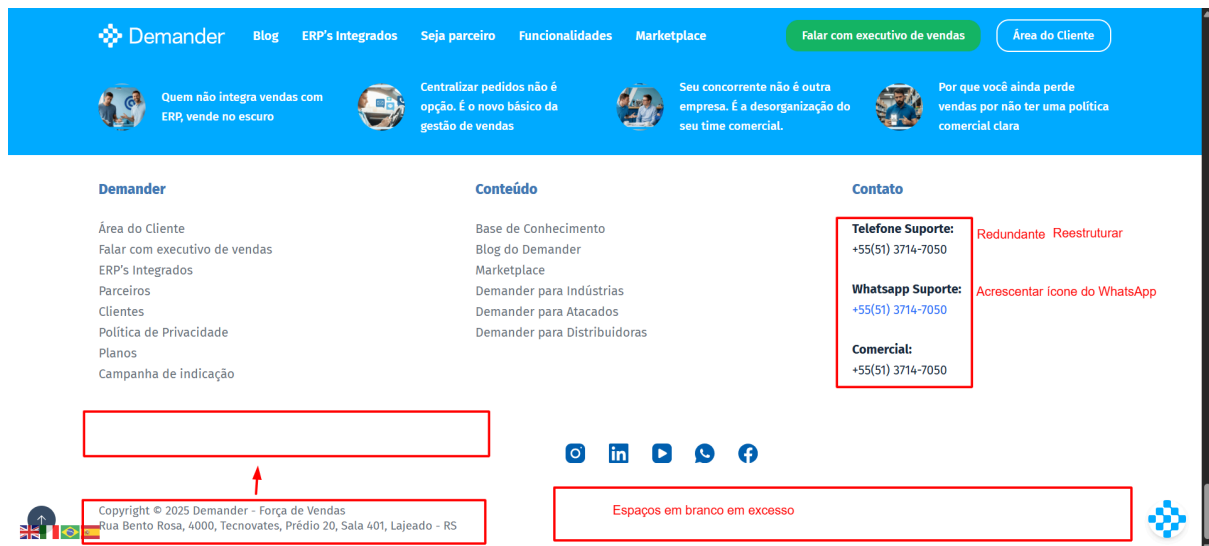 Demander
Blog
ERP's Integrados
Seja parceiro
Funcionalidades
Marketplace
Falar com executivo de vendas
Área do Cliente
Quem não integra vendas com
ERP, vende no escuro
Centralizar pedidos não é
opção. É o novo básico da
gestão de vendas
Seu concorrente não é outra
empresa. É a desorganização do
seu time comercial.
Por que você ainda perde
vendas por não ter uma política
comercial clara
Demander
Área do Cliente
Falar com executivo de vendas
ERP's Integrados
Parceiros
Clientes
Política de Privacidade
Planos
Campanha de indicação
Conteúdo
Base de Conhecimento
Blog do Demander
Marketplace
Demander para Indústrias
Demander para Atacados
Demander para Distribuidoras
Contato
Telefone Suporte:
+55(51) 3714-7050
Redundante Reestruturar
Whatsapp Suporte:
+55(51) 3714-7050
Acrescentar ícone do WhatsApp
Comercial:
+55(51) 3714-7050
in
Copyright © 2025 Demander - Força de Vendas
Rua Bento Rosa, 4000, Tecnovates, Prédio 20, Sala 401, Lajeado - RS
Espaços em branco em excesso